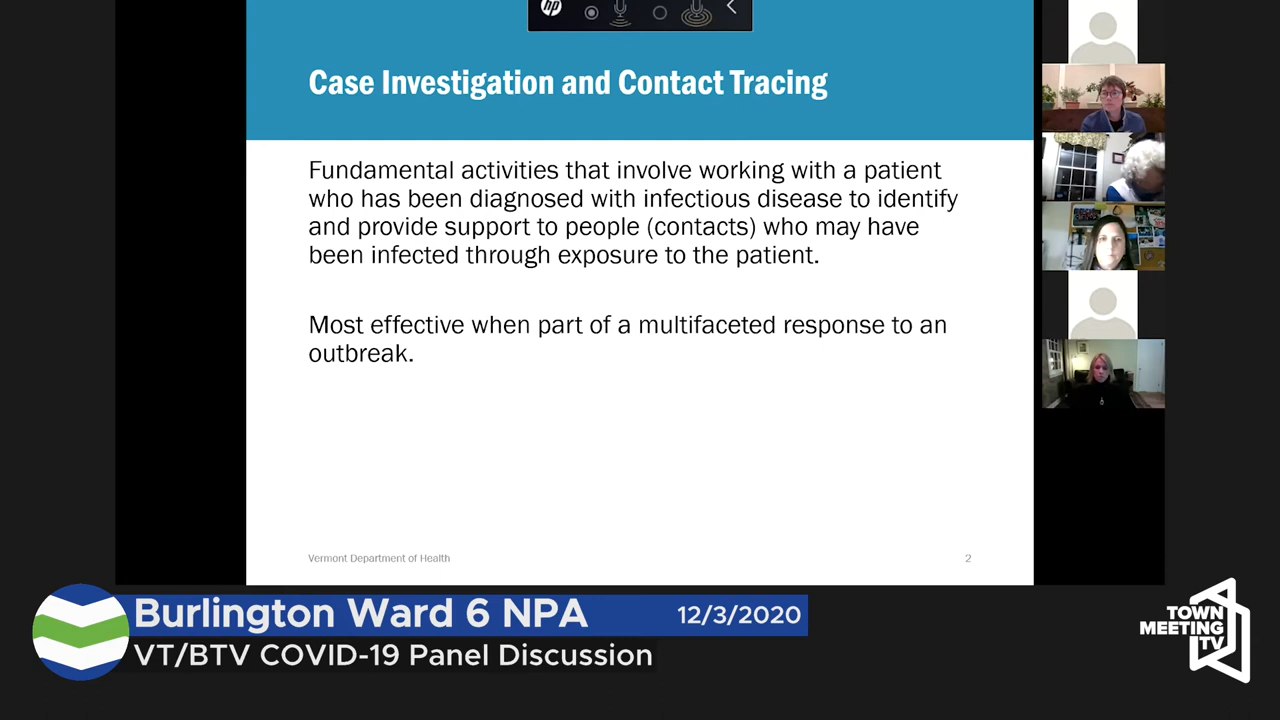 hp
Case Investigation and Contact Tracing
Fundamental activities that involve working with a patient
who has been diagnosed with infectious disease to identify
and provide support to people (contacts) who may have
been infected through exposure to the patient.
Most effective when part of a multifaceted response to an
outbreak.
Vermont Department of Health
2
Burlington Ward 6 NPA
12/3/2020
VT/BTV COVID-19 Panel Discussion
TOWN
MEETING
TV